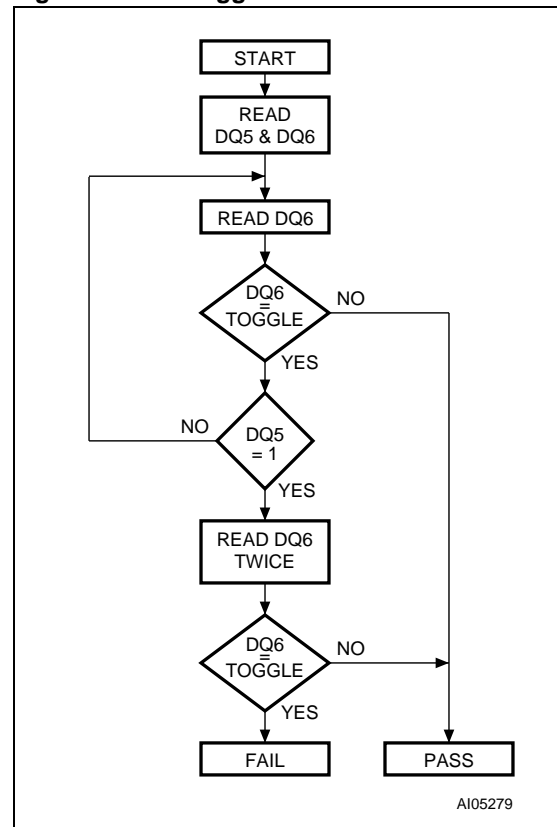 START
READ
DQ5 & DQ6
READ DQ6
DQ6
=
TOGGLE
NO
YES
NO
DQ5
= 1
YES
READ DQ6
TWICE
DQ6
=
TOGGLE
NO
YES
FAIL
PASS
AI05279